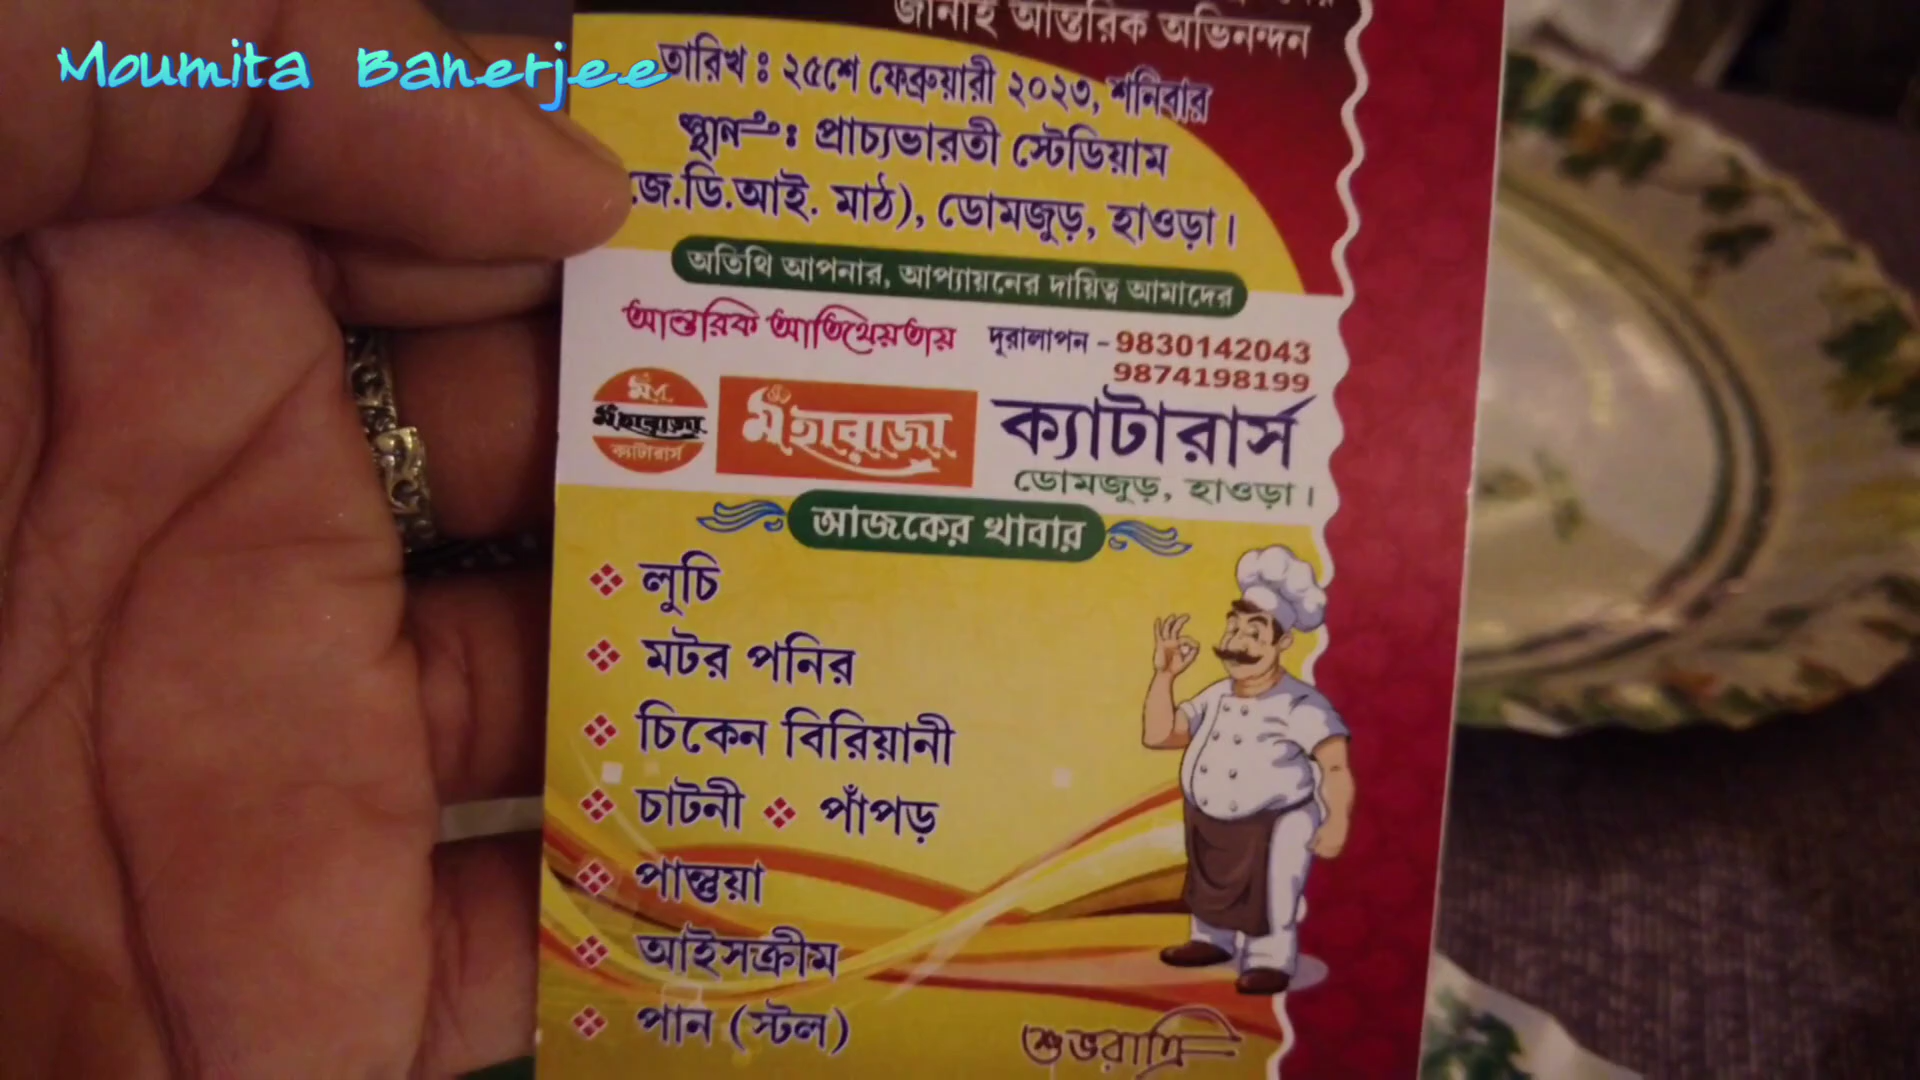 Moumita Banerjee
জানাই আন্তরিক অভিনন্দন
তারিখ : ২৫শে ফেব্রুয়ারী ২০২৩, শনিবার
স্থান : প্রাচ্যভারতী স্টেডিয়াম
জে.ডি.আই. মাঠ), ডোমজুড়, হাওড়া।
অতিথি আপনার, আপ্যায়নের দায়িত্ব আমাদের
আন্তরিক আতিথেয়তায়
দূরালাপন - 9830142043
9874198199
মহারাজা
ক্যাটারার্স
মহারাজা ক্যাটারার্স
ডোমজুড়, হাওড়া।
আজকের খাবার
লুচি
মটর পনির
চিকেন বিরিয়ানী
চাটনী পাঁপড়
পান্তুয়া
আইসক্রীম
পান (স্টল)
শুভরাত্রি